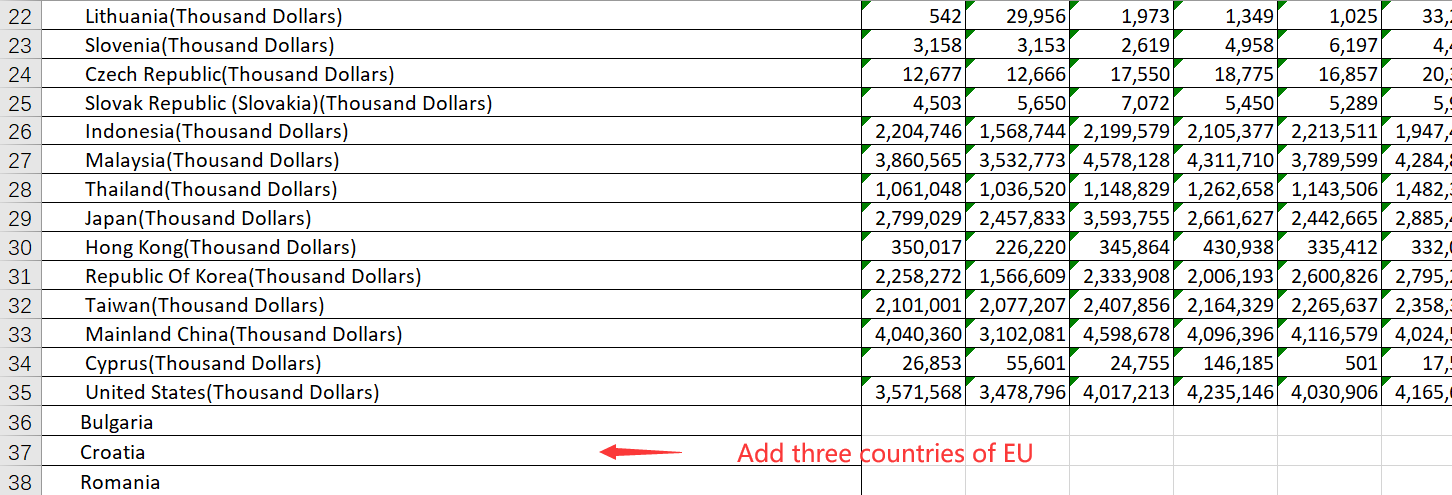 22 Lithuania(Thousand Dollars) 542 29,956 1,973 1,349 1,025 33,
23 Slovenia(Thousand Dollars) 3,158 3,153 2,619 4,958 6,197 4,
24 Czech Republic(Thousand Dollars) 12,677 12,666 17,550 18,775 16,857 20,
25 Slovak Republic (Slovakia)(Thousand Dollars) 4,503 5,650 7,072 5,450 5,289 5,
26 Indonesia(Thousand Dollars) 2,204,746 1,568,744 2,199,579 2,105,377 2,213,511 1,947,
27 Malaysia(Thousand Dollars) 3,860,565 3,532,773 4,578,128 4,311,710 3,789,599 4,284,
28 Thailand(Thousand Dollars) 1,061,048 1,036,520 1,148,829 1,262,658 1,143,506 1,482,
29 Japan(Thousand Dollars) 2,799,029 2,457,833 3,593,755 2,661,627 2,442,665 2,885,
30 Hong Kong(Thousand Dollars) 350,017 226,220 345,864 430,938 335,412 332,
31 Republic Of Korea(Thousand Dollars) 2,258,272 1,566,609 2,333,908 2,006,193 2,600,826 2,795,
32 Taiwan(Thousand Dollars) 2,101,001 2,077,207 2,407,856 2,164,329 2,265,637 2,358,
33 Mainland China(Thousand Dollars) 4,040,360 3,102,081 4,598,678 4,096,396 4,116,579 4,024,
34 Cyprus(Thousand Dollars) 26,853 55,601 24,755 146,185 501 17,
35 United States(Thousand Dollars) 3,571,568 3,478,796 4,017,213 4,235,146 4,030,906 4,165,
36 Bulgaria
37 Croatia Add three countries of EU
38 Romania